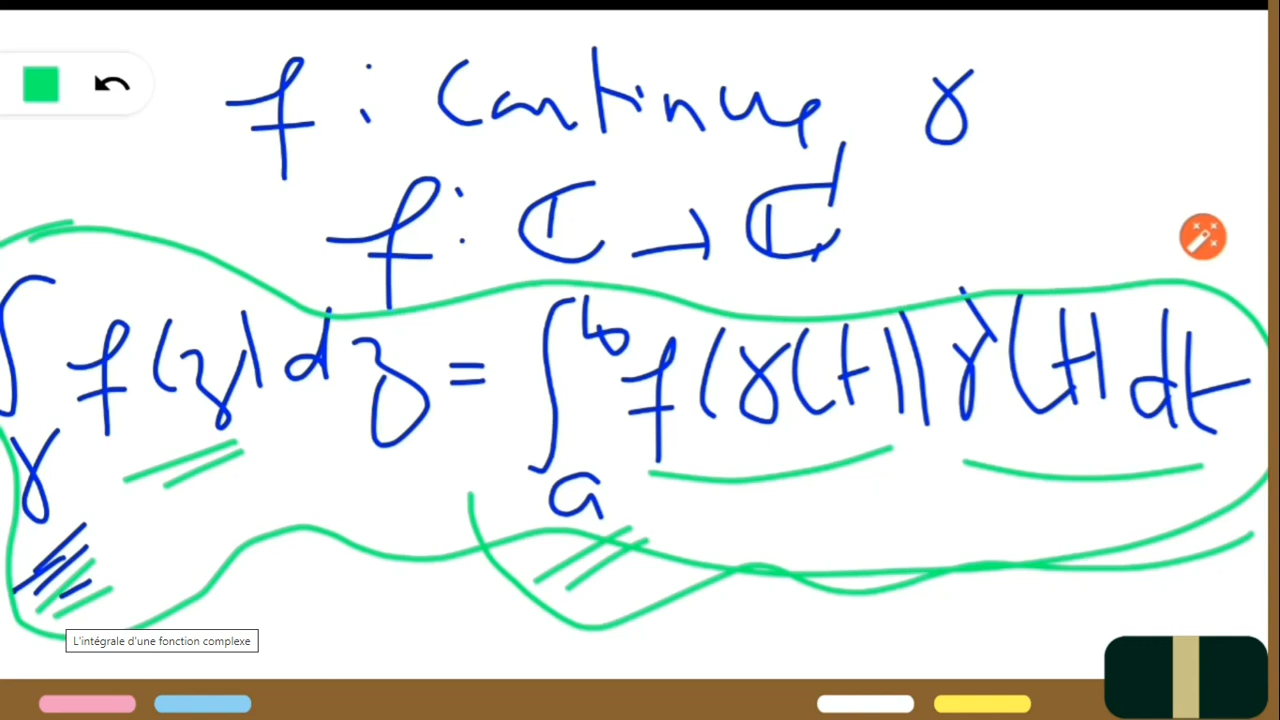 f : Continue γ
f : ℂ → ℂ
∫_γ f(z)dz = ∫_a^b f(γ(t)) γ'(t) dt
L'intégrale d'une fonction complexe